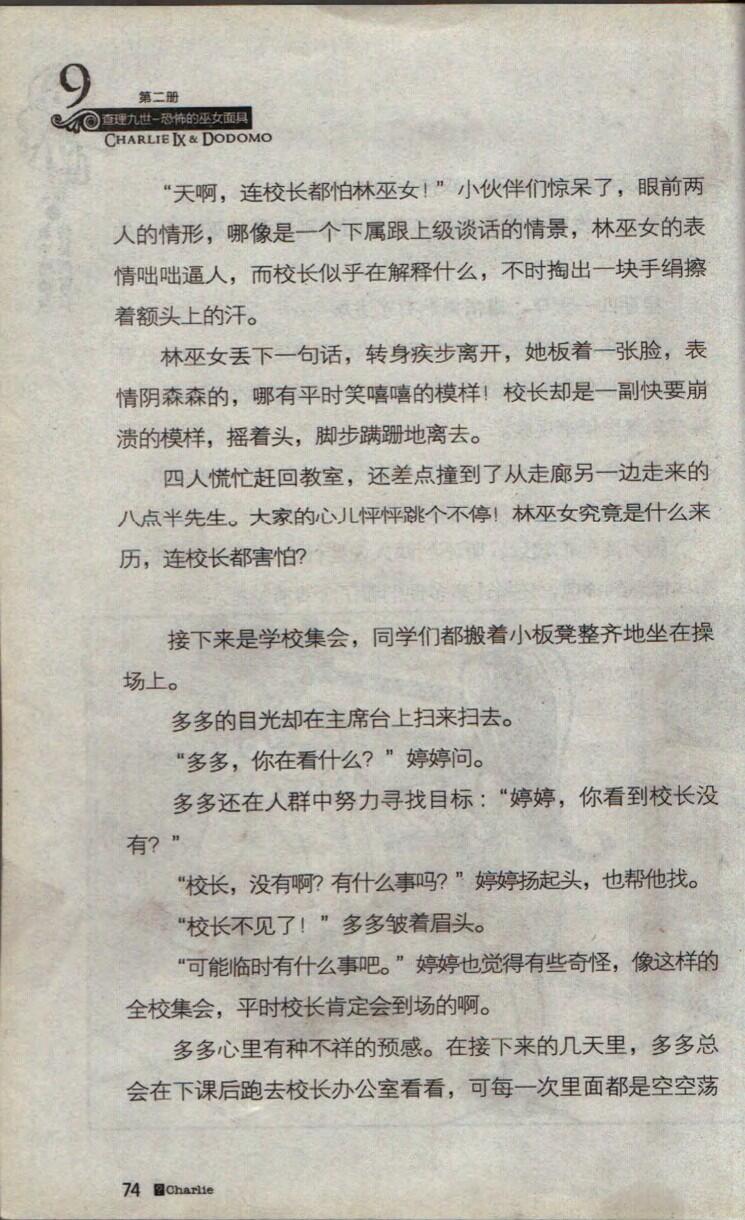 9
第二册
查理九世-恐怖的巫女面具
CHARLIE IX & DODOMO
“天啊，连校长都怕林巫女！”小伙伴们惊呆了，眼前两
人的情形，哪像是一个下属跟上级谈话的情景，林巫女的表
情咄咄逼人，而校长似乎在解释什么，不时掏出一块手绢擦
着额头上的汗。
林巫女丢下一句话，转身疾步离开，她板着一张脸，表
情阴森森的，哪有平时笑嘻嘻的模样！校长却是一副快要崩
溃的模样，摇着头，脚步蹒跚地离去。
四人慌忙赶回教室，还差点撞到了从走廊另一边走来的
八点半先生。大家的心儿怦怦跳个不停！林巫女究竟是什么来
历，连校长都害怕？
接下来是学校集会，同学们都搬着小板凳整齐地坐在操
场上。
多多的目光却在主席台上扫来扫去。
“多多，你在看什么？”婷婷问。
多多还在人群中努力寻找目标：“婷婷，你看到校长没
有？”
“校长，没有啊？有什么事吗？”婷婷扬起头，也帮他找。
“校长不见了！”多多皱着眉头。
“可能临时有什么事吧。”婷婷也觉得有些奇怪，像这样的
全校集会，平时校长肯定会到场的啊。
多多心里有种不祥的预感。在接下来的几天里，多多总
会在下课后跑去校长办公室看看，可每一次里面都是空空荡
74 9 Charlie